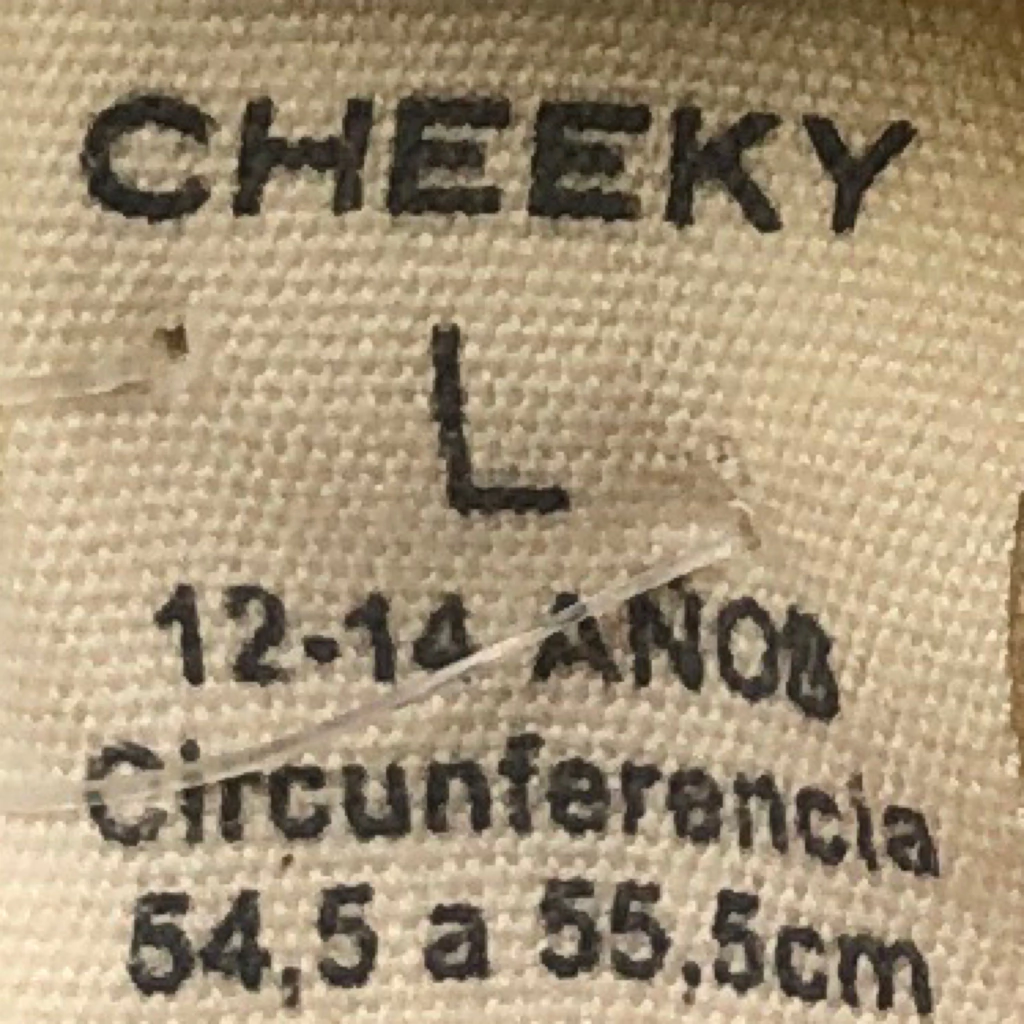 CHEEKY
L
12-14 AÑOS
Circunferencia
54,5 a 55,5cm